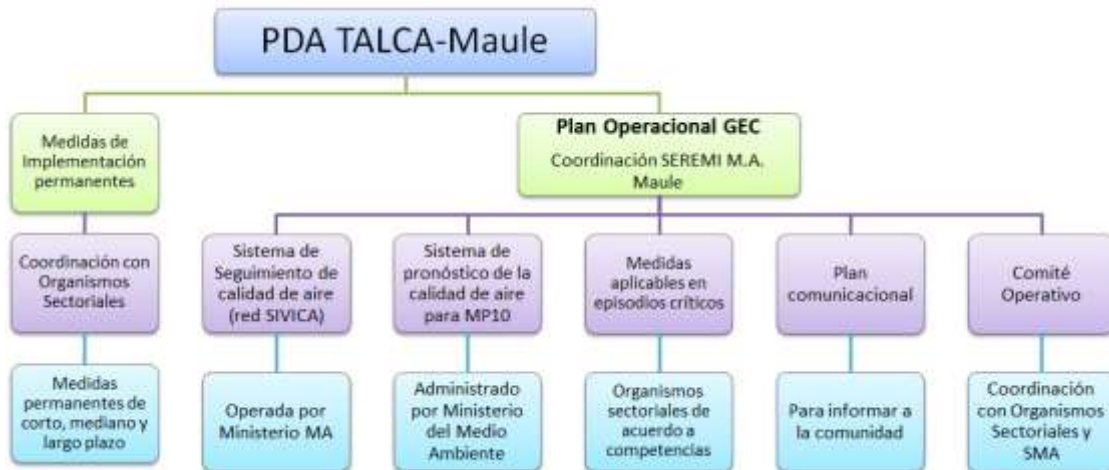 PDA TALCA-Maule
Medidas de
Implementación
permanentes
Plan Operacional GEC
Coordinación SEREMI M.A.
Maule
Coordinación con
Organismos
Sectoriales
Sistema de
Seguimiento de
calidad de aire
(red SIVICA)
Sistema de
pronóstico de la
calidad de aire
para MP10
Medidas
aplicables en
episodios críticos
Plan
comunicacional
Comité
Operativo
Medidas
permanentes de
corto, mediano y
largo plazo
Operada por
Ministerio MA
Administrado
por Ministerio
del Medio
Ambiente
Organismos
sectoriales de
acuerdo a
competencias
Para informar a
la comunidad
Coordinación
con Organismos
Sectoriales y
SMA